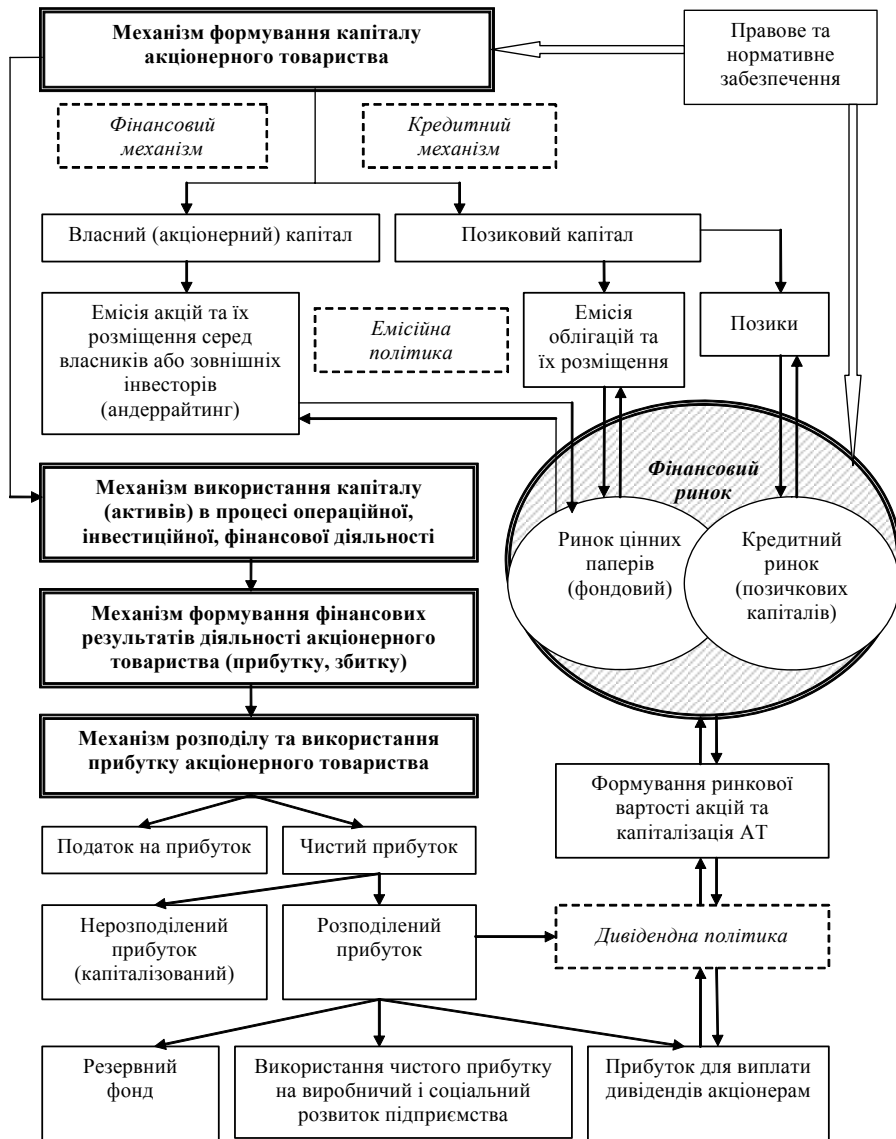 Механізм формування капіталу
акціонерного товариства
Правове та
нормативне
забезпечення
Фінансовий
механізм
Кредитний
механізм
Власний (акціонерний) капітал
Позиковий капітал
Емісія акцій та їх
розміщення серед
власників або зовнішніх
інвесторів
(андеррайтинг)
Емісійна
політика
Емісія
облігацій та
їх розміщення
Позики
Фінансовий
ринок
Механізм використання капіталу
(активів) в процесі операційної,
інвестиційної, фінансової діяльності
Ринок цінних
паперів
(фондовий)
Кредитний
ринок
(позичкових
капіталів)
Механізм формування фінансових
результатів діяльності акціонерного
товариства (прибутку, збитку)
Механізм розподілу та використання
прибутку акціонерного товариства
Формування ринкової
вартості акцій та
капіталізація АТ
Податок на прибуток
Чистий прибуток
Нерозподілений
прибуток
(капіталізований)
Розподілений
прибуток
Дивідендна політика
Резервний
фонд
Використання чистого прибутку
на виробничий і соціальний
розвиток підприємства
Прибуток для виплати
дивідендів акціонерам